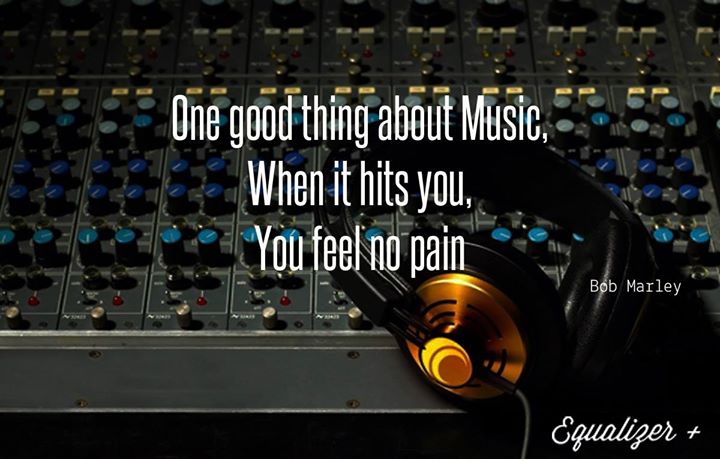 One good thing about Music,
When it hits you,
You feel no pain
Bob Marley
Equalizer +